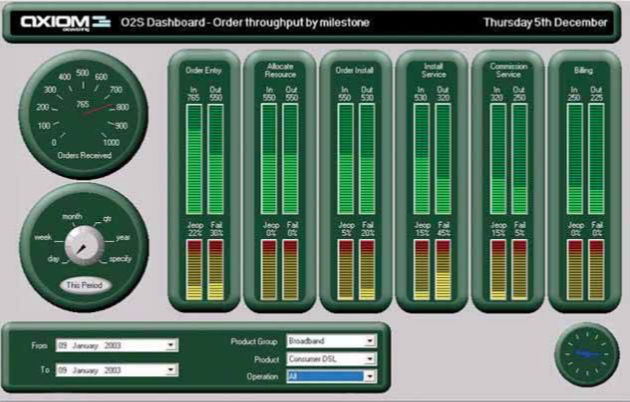 AXIOM
O2S Dashboard - Order throughput by milestone
Thursday 5th December
0 100 200 300 400 500 600 700 800 900 1000
765
Orders Received
day week month qtr year specify
This Period
Order Entry
In Out
765 550
Jeop Fail
22% 30%
Allocate
Resource
In Out
550 550
Jeop Fail
0% 0%
Order Install
In Out
550 530
Jeop Fail
5% 20%
Install
Service
In Out
530 320
Jeop Fail
15% 45%
Commission
Service
In Out
320 250
Jeop Fail
15% 5%
Billing
In Out
250 225
Jeop Fail
0% 0%
From 09 January 2003
To 09 January 2003
Product Group Broadband
Product Consumer DSL
Operation All